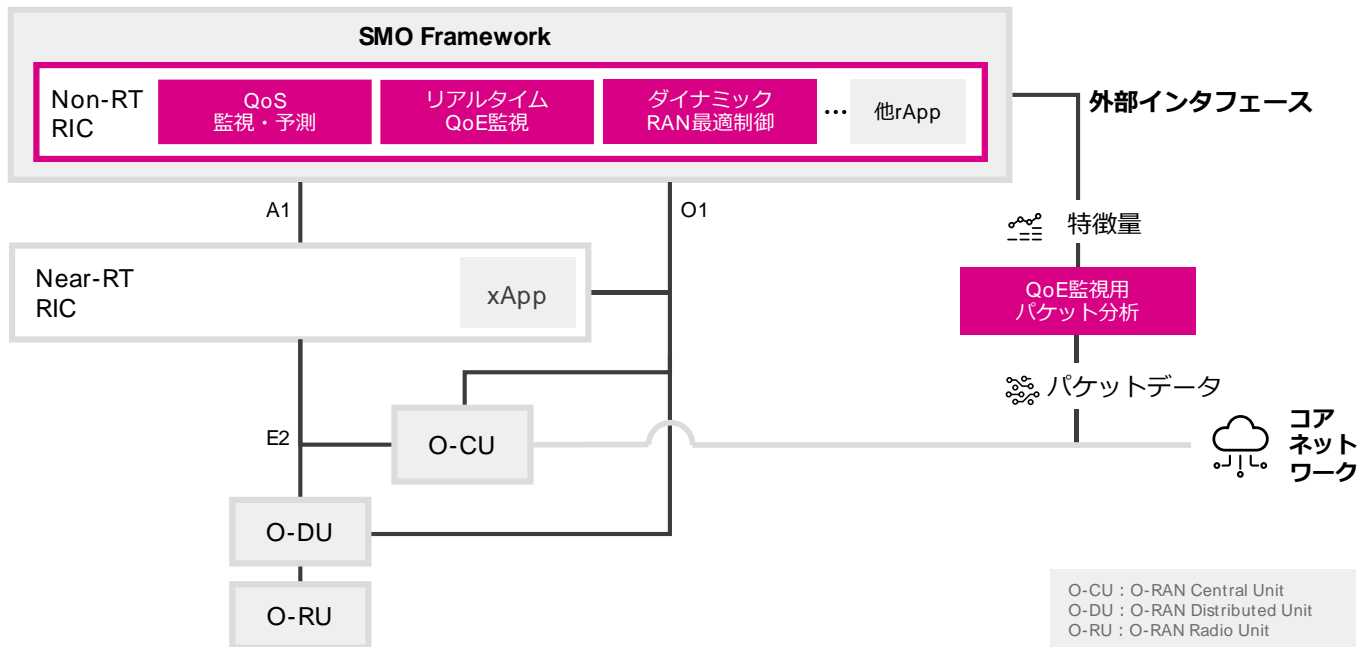 SMO Framework
Non-RT
RIC
QoS
監視・予測
リアルタイム
QoE監視
ダイナミック
RAN最適制御
…
他rApp
外部インタフェース
A1
O1
特徴量
Near-RT
RIC
xApp
QoE監視用
パケット分析
パケットデータ
E2
O-CU
コア
ネット
ワーク
O-DU
O-RU
O-CU：O-RAN Central Unit
O-DU：O-RAN Distributed Unit
O-RU：O-RAN Radio Unit